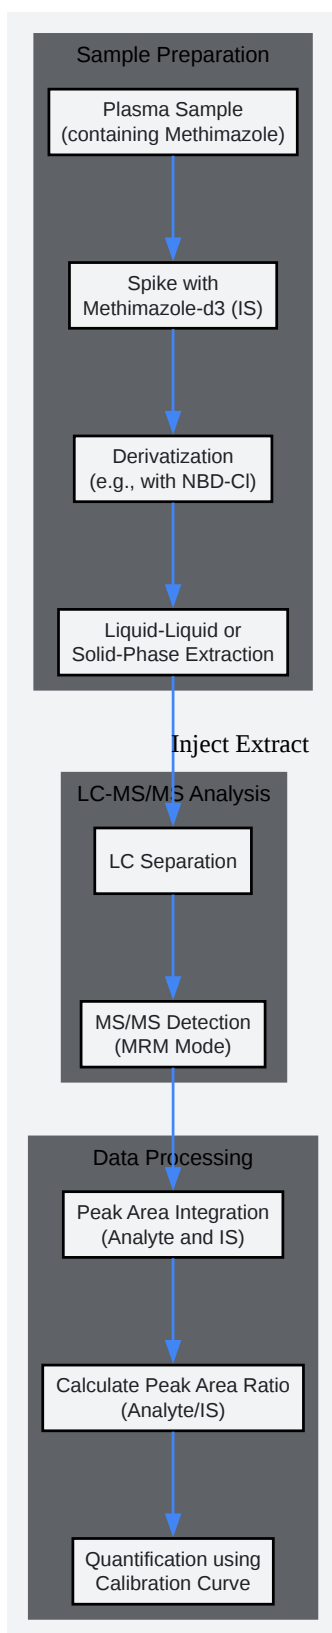 Sample Preparation
Plasma Sample
(containing Methimazole)
Spike with
Methimazole-d3 (IS)
Derivatization
(e.g., with NBD-Cl)
Liquid-Liquid or
Solid-Phase Extraction
Inject Extract
LC-MS/MS Analysis
LC Separation
MS/MS Detection
(MRM Mode)
Data Processing
Peak Area Integration
(Analyte and IS)
Calculate Peak Area Ratio
(Analyte/IS)
Quantification using
Calibration Curve